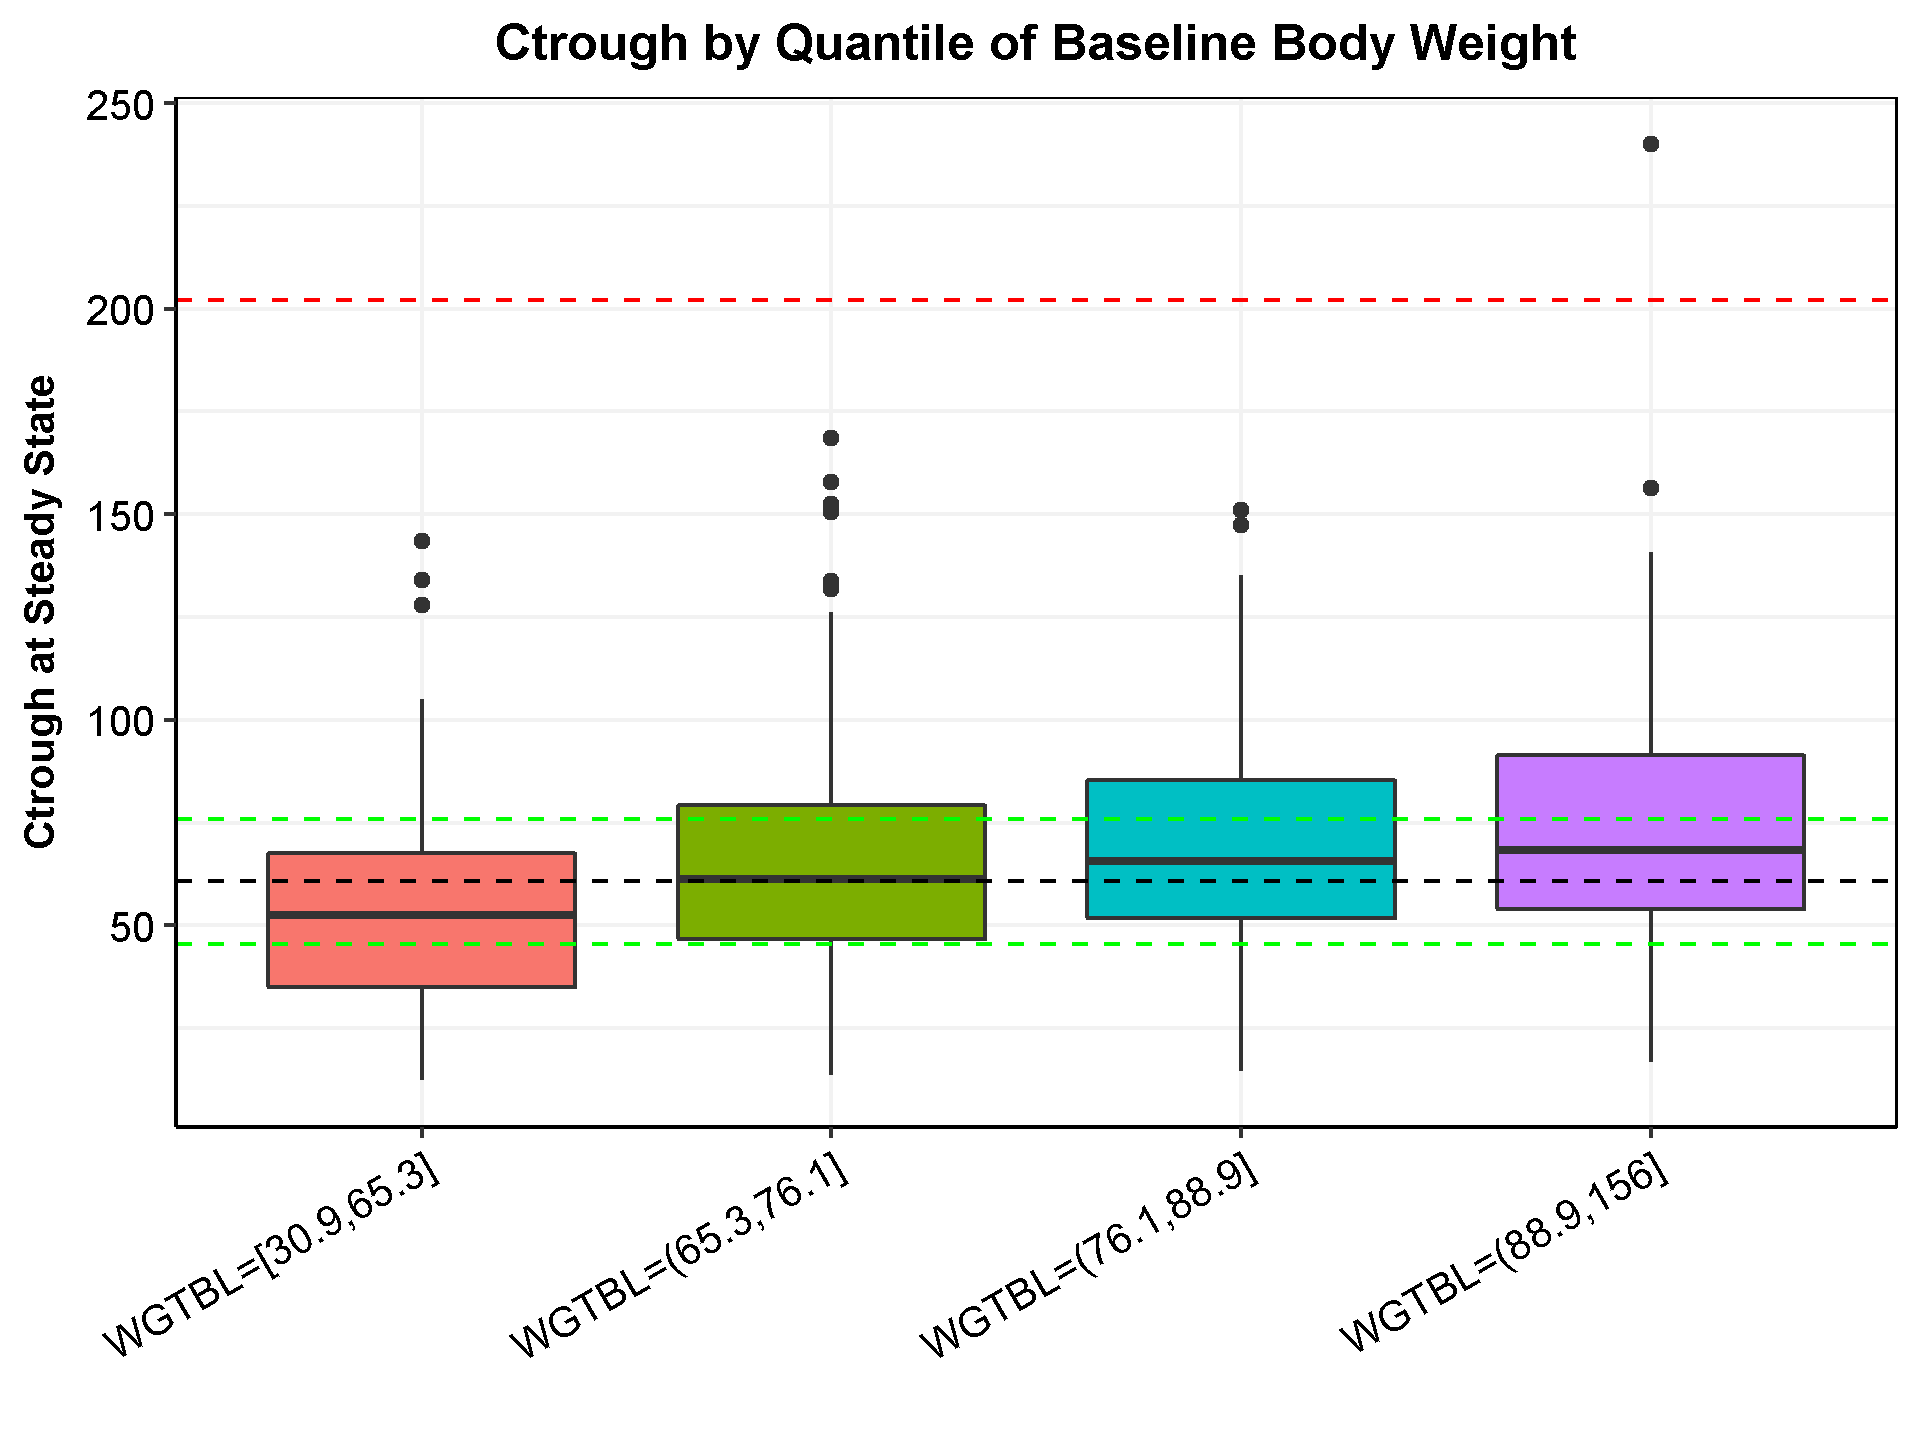 Ctrough by Quantile of Baseline Body Weight
Ctrough at Steady State
250
200
150
100
50
WGTBL=[30.9,65.3]
WGTBL=(65.3,76.1]
WGTBL=(76.1,88.9]
WGTBL=(88.9,156]